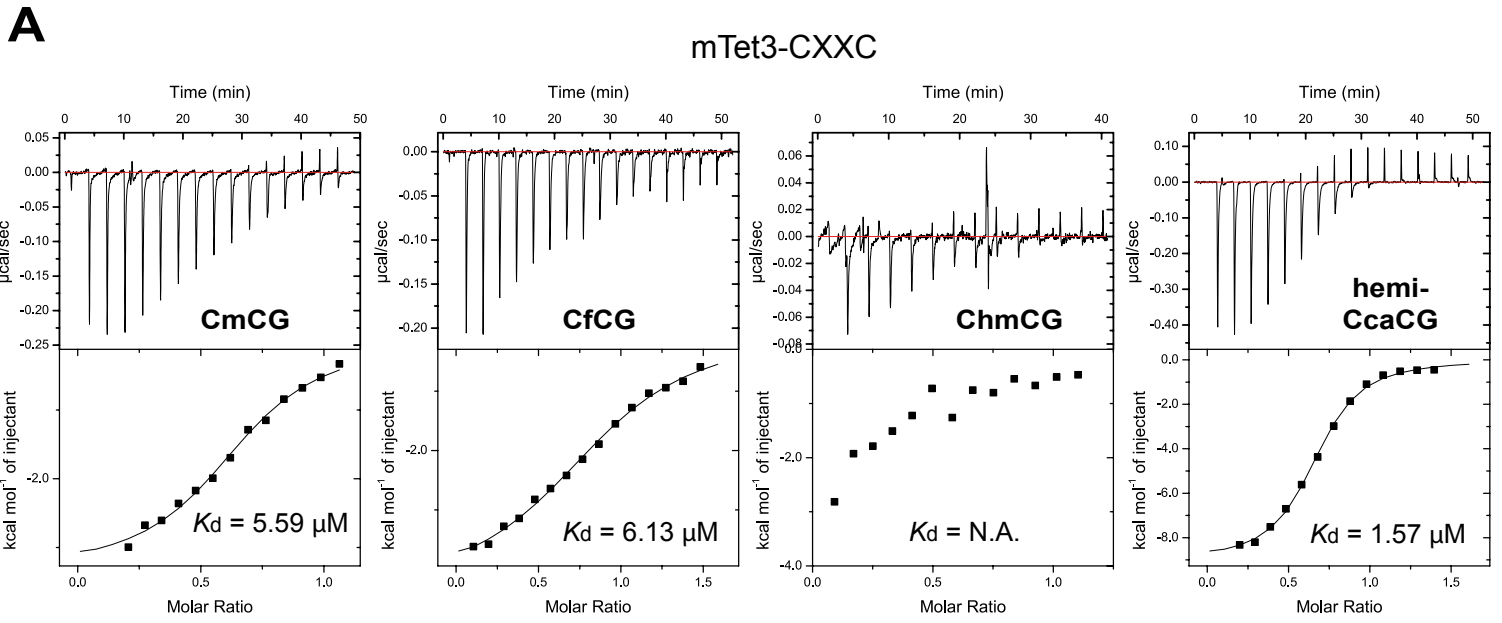 A
mTet3-CXXC
Time (min)
0 10 20 30 40 50
0.05
0.00
-0.05
-0.10
-0.15
-0.20
-0.25
µcal/sec
CmCG
-2.0
kcal mol⁻¹ of injectant
Kd = 5.59 µM
0.0 0.5 1.0
Molar Ratio
Time (min)
0 10 20 30 40 50
0.00
-0.05
-0.10
-0.15
-0.20
µcal/sec
CfCG
-2.0
kcal mol⁻¹ of injectant
Kd = 6.13 µM
0.0 0.5 1.0 1.5
Molar Ratio
Time (min)
0 10 20 30 40
0.06
0.04
0.02
0.00
-0.02
-0.04
-0.06
-0.08
µcal/sec
ChmCG
0.0
-2.0
-4.0
kcal mol⁻¹ of injectant
Kd = N.A.
0.0 0.5 1.0
Molar Ratio
Time (min)
0 10 20 30 40 50
0.10
0.00
-0.10
-0.20
-0.30
-0.40
µcal/sec
hemi-
CcaCG
0.0
-2.0
-4.0
-6.0
-8.0
kcal mol⁻¹ of injectant
Kd = 1.57 µM
0.0 0.5 1.0 1.5
Molar Ratio